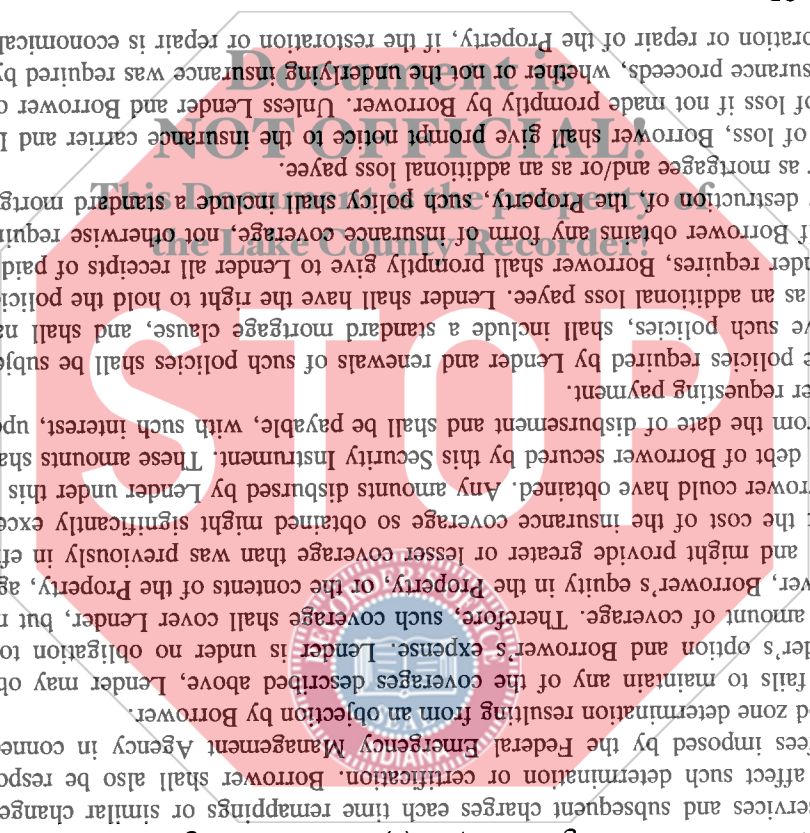 ervices and subsequent charges each time remappings or similar change
affect such determination or certification. Borrower shall also be respo
ees imposed by the Federal Emergency Management Agency in conne
d zone determination resulting from an objection by Borrower.
fails to maintain any of the coverages described above, Lender may ob
der's option and Borrower's expense. Lender is under no obligation to
amount of coverage. Therefore, such coverage shall cover Lender, but n
ver, Borrower's equity in the Property, or the contents of the Property, ag
and might provide greater or lesser coverage than was previously in ef
the cost of the insurance coverage so obtained might significantly exce
rower could have obtained. Any amounts disbursed by Lender under this
debt of Borrower secured by this Security Instrument. These amounts sha
om the date of disbursement and shall be payable, with such interest, up
er requesting payment.
e policies required by Lender and renewals of such policies shall be subje
ve such policies, shall include a standard mortgage clause, and shall na
as an additional loss payee. Lender shall have the right to hold the polici
nder requires, Borrower shall promptly give to Lender all receipts of paid
f Borrower obtains any form of insurance coverage, not otherwise requir
destruction of, the Property, such policy shall include a standard mortg
r as mortgagee and/or as an additional loss payee.
of loss, Borrower shall give prompt notice to the insurance carrier and L
of loss if not made promptly by Borrower. Unless Lender and Borrower o
surance proceeds, whether or not the underlying insurance was required by
oration or repair of the Property, if the restoration or repair is economical
Document is
NOT OFFICIAL!
This Document is the property of
the Lake County Recorder!
STOP
INDIANA